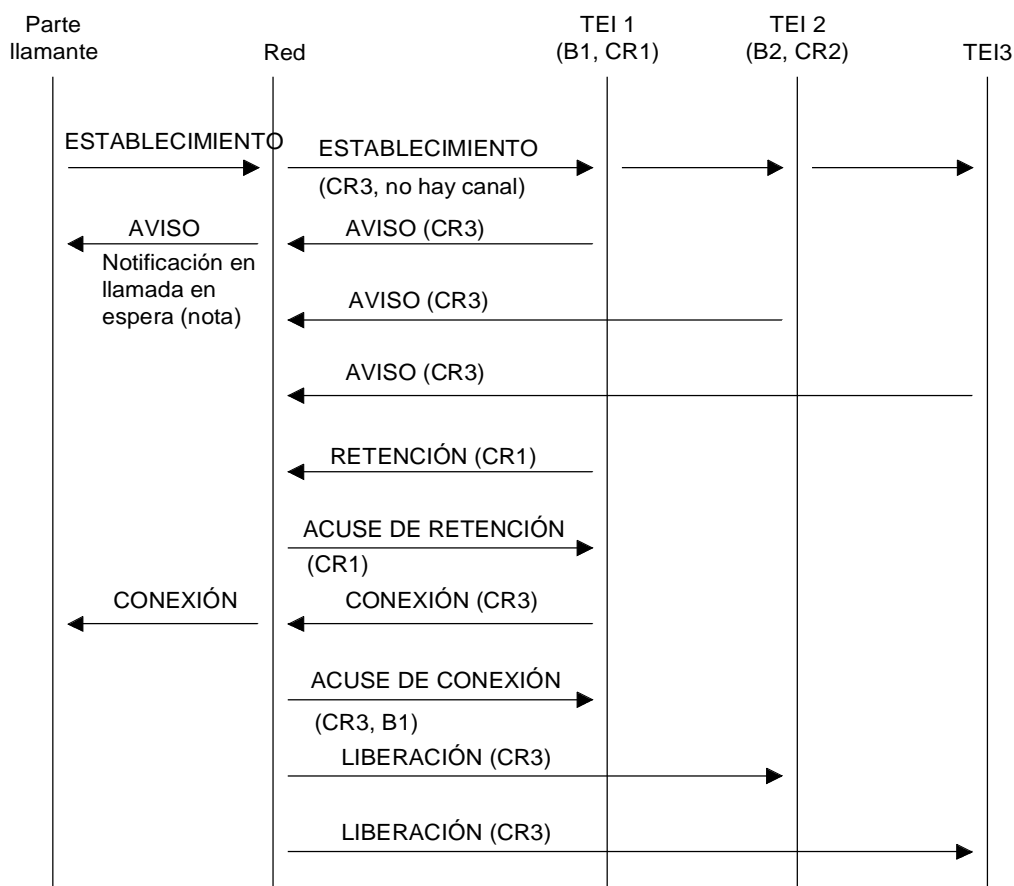 Parte
llamante
Red
TEI 1
(B1, CR1)
TEI 2
(B2, CR2)
TEI3
ESTABLECIMIENTO
ESTABLECIMIENTO
(CR3, no hay canal)
AVISO
AVISO (CR3)
Notificación en
llamada en
espera (nota)
AVISO (CR3)
AVISO (CR3)
RETENCIÓN (CR1)
ACUSE DE RETENCIÓN
(CR1)
CONEXIÓN
CONEXIÓN (CR3)
ACUSE DE CONEXIÓN
(CR3, B1)
LIBERACIÓN (CR3)
LIBERACIÓN (CR3)